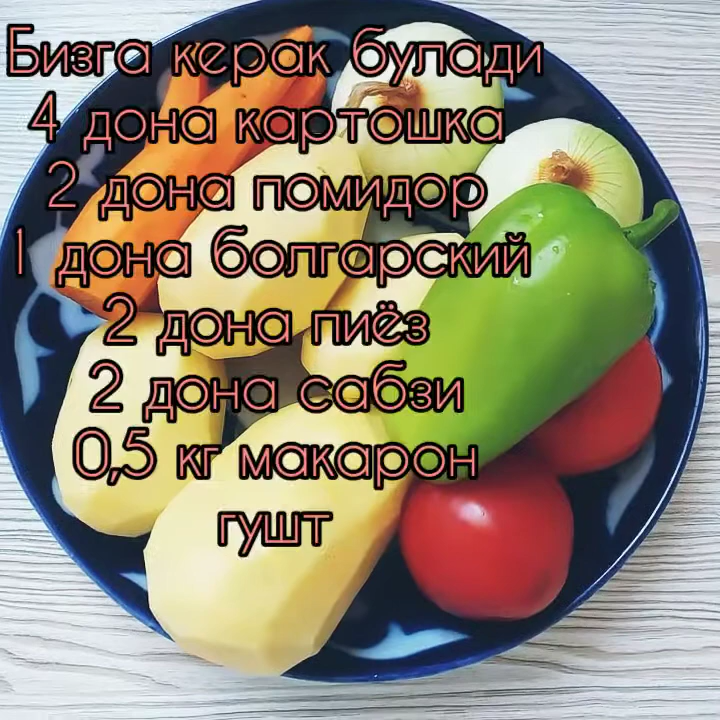 Бизга керак булади
4 дона картошка
2 дона помидор
1 дона болгарский
2 дона пиёз
2 дона сабзи
0,5 кг макарон
гушт